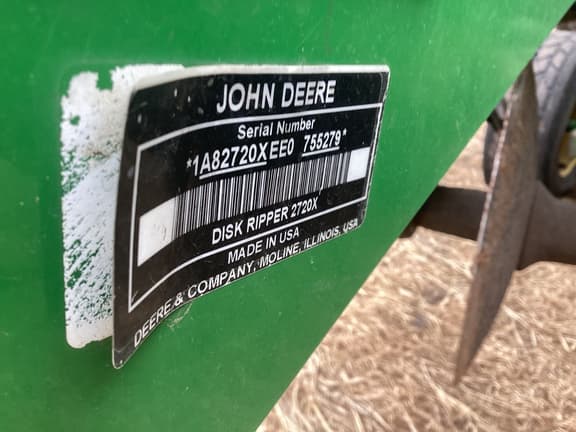 JOHN DEERE
Serial Number
*1A82720XEE0 755279*
DISK RIPPER 2720X
MADE IN USA
DEERE & COMPANY, MOLINE, ILLINOIS, USA